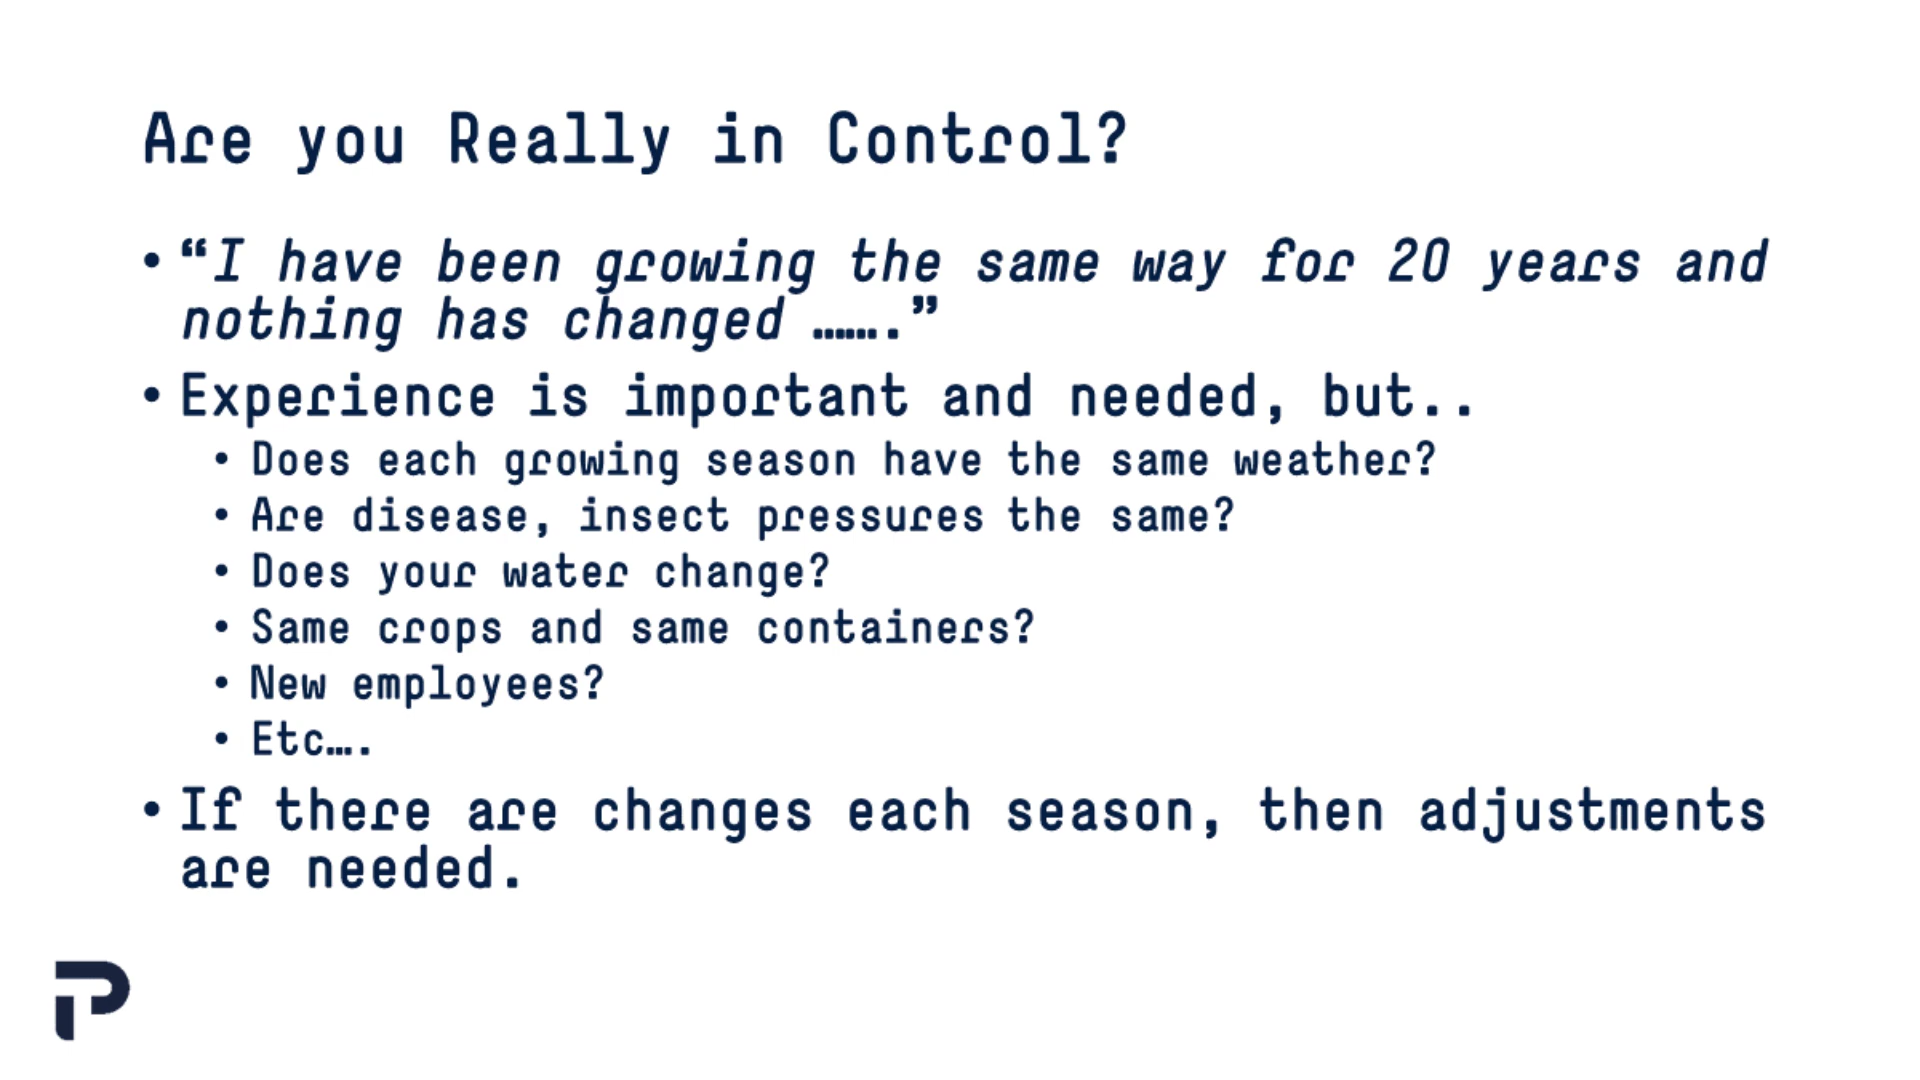 Are you Really in Control?
• “I have been growing the same way for 20 years and
nothing has changed …….”
• Experience is important and needed, but..
• Does each growing season have the same weather?
• Are disease, insect pressures the same?
• Does your water change?
• Same crops and same containers?
• New employees?
• Etc….
• If there are changes each season, then adjustments
are needed.
P